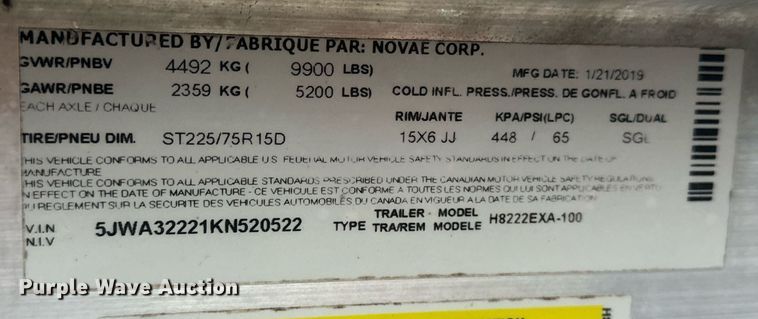 MANUFACTURED BY/FABRIQUE PAR: NOVAE CORP.
GVWR/PNBV 4492 KG ( 9900 LBS) MFG DATE: 1/21/2019
GAWR/PNBE 2359 KG ( 5200 LBS) COLD INFL. PRESS./PRESS. DE GONFL. A FROID
EACH AXLE / CHAQUE RIM/JANTE KPA/PSI(LPC) SGL/DUAL
TIRE/PNEU DIM. ST225/75R15D 15X6 JJ 448 / 65 SGL
THIS VEHICLE CONFORMS TO ALL APPLICABLE U.S. FEDERAL MOTOR VEHICLE SAFETY STANDARDS IN EFFECT ON THE DATE OF
MANUFACTURE
THIS VEHICLE CONFORMS TO ALL APPLICABLE STANDARDS PRESCRIBED UNDER THE CANADIAN MOTOR VEHICLE SAFETY REGULATIONS
IN EFFECT ON THE DATE OF MANUFACTURE - CE VEHICULE EST CONFORME A TOUTES LES NORMES QUI LUI SONT APPLICABLES EN VERTU
DU REGLEMENT SUR LA SECURITE DES VEHICULES AUTOMOBILES DU CANADA EN VIGUEUR A LA DATE DE SA FABRICATION
V.I.N 5JWA32221KN520522 TYPE TRAILER - MODEL H8222EXA-100
N.I.V TRA/REM MODELE
Purple Wave Auction